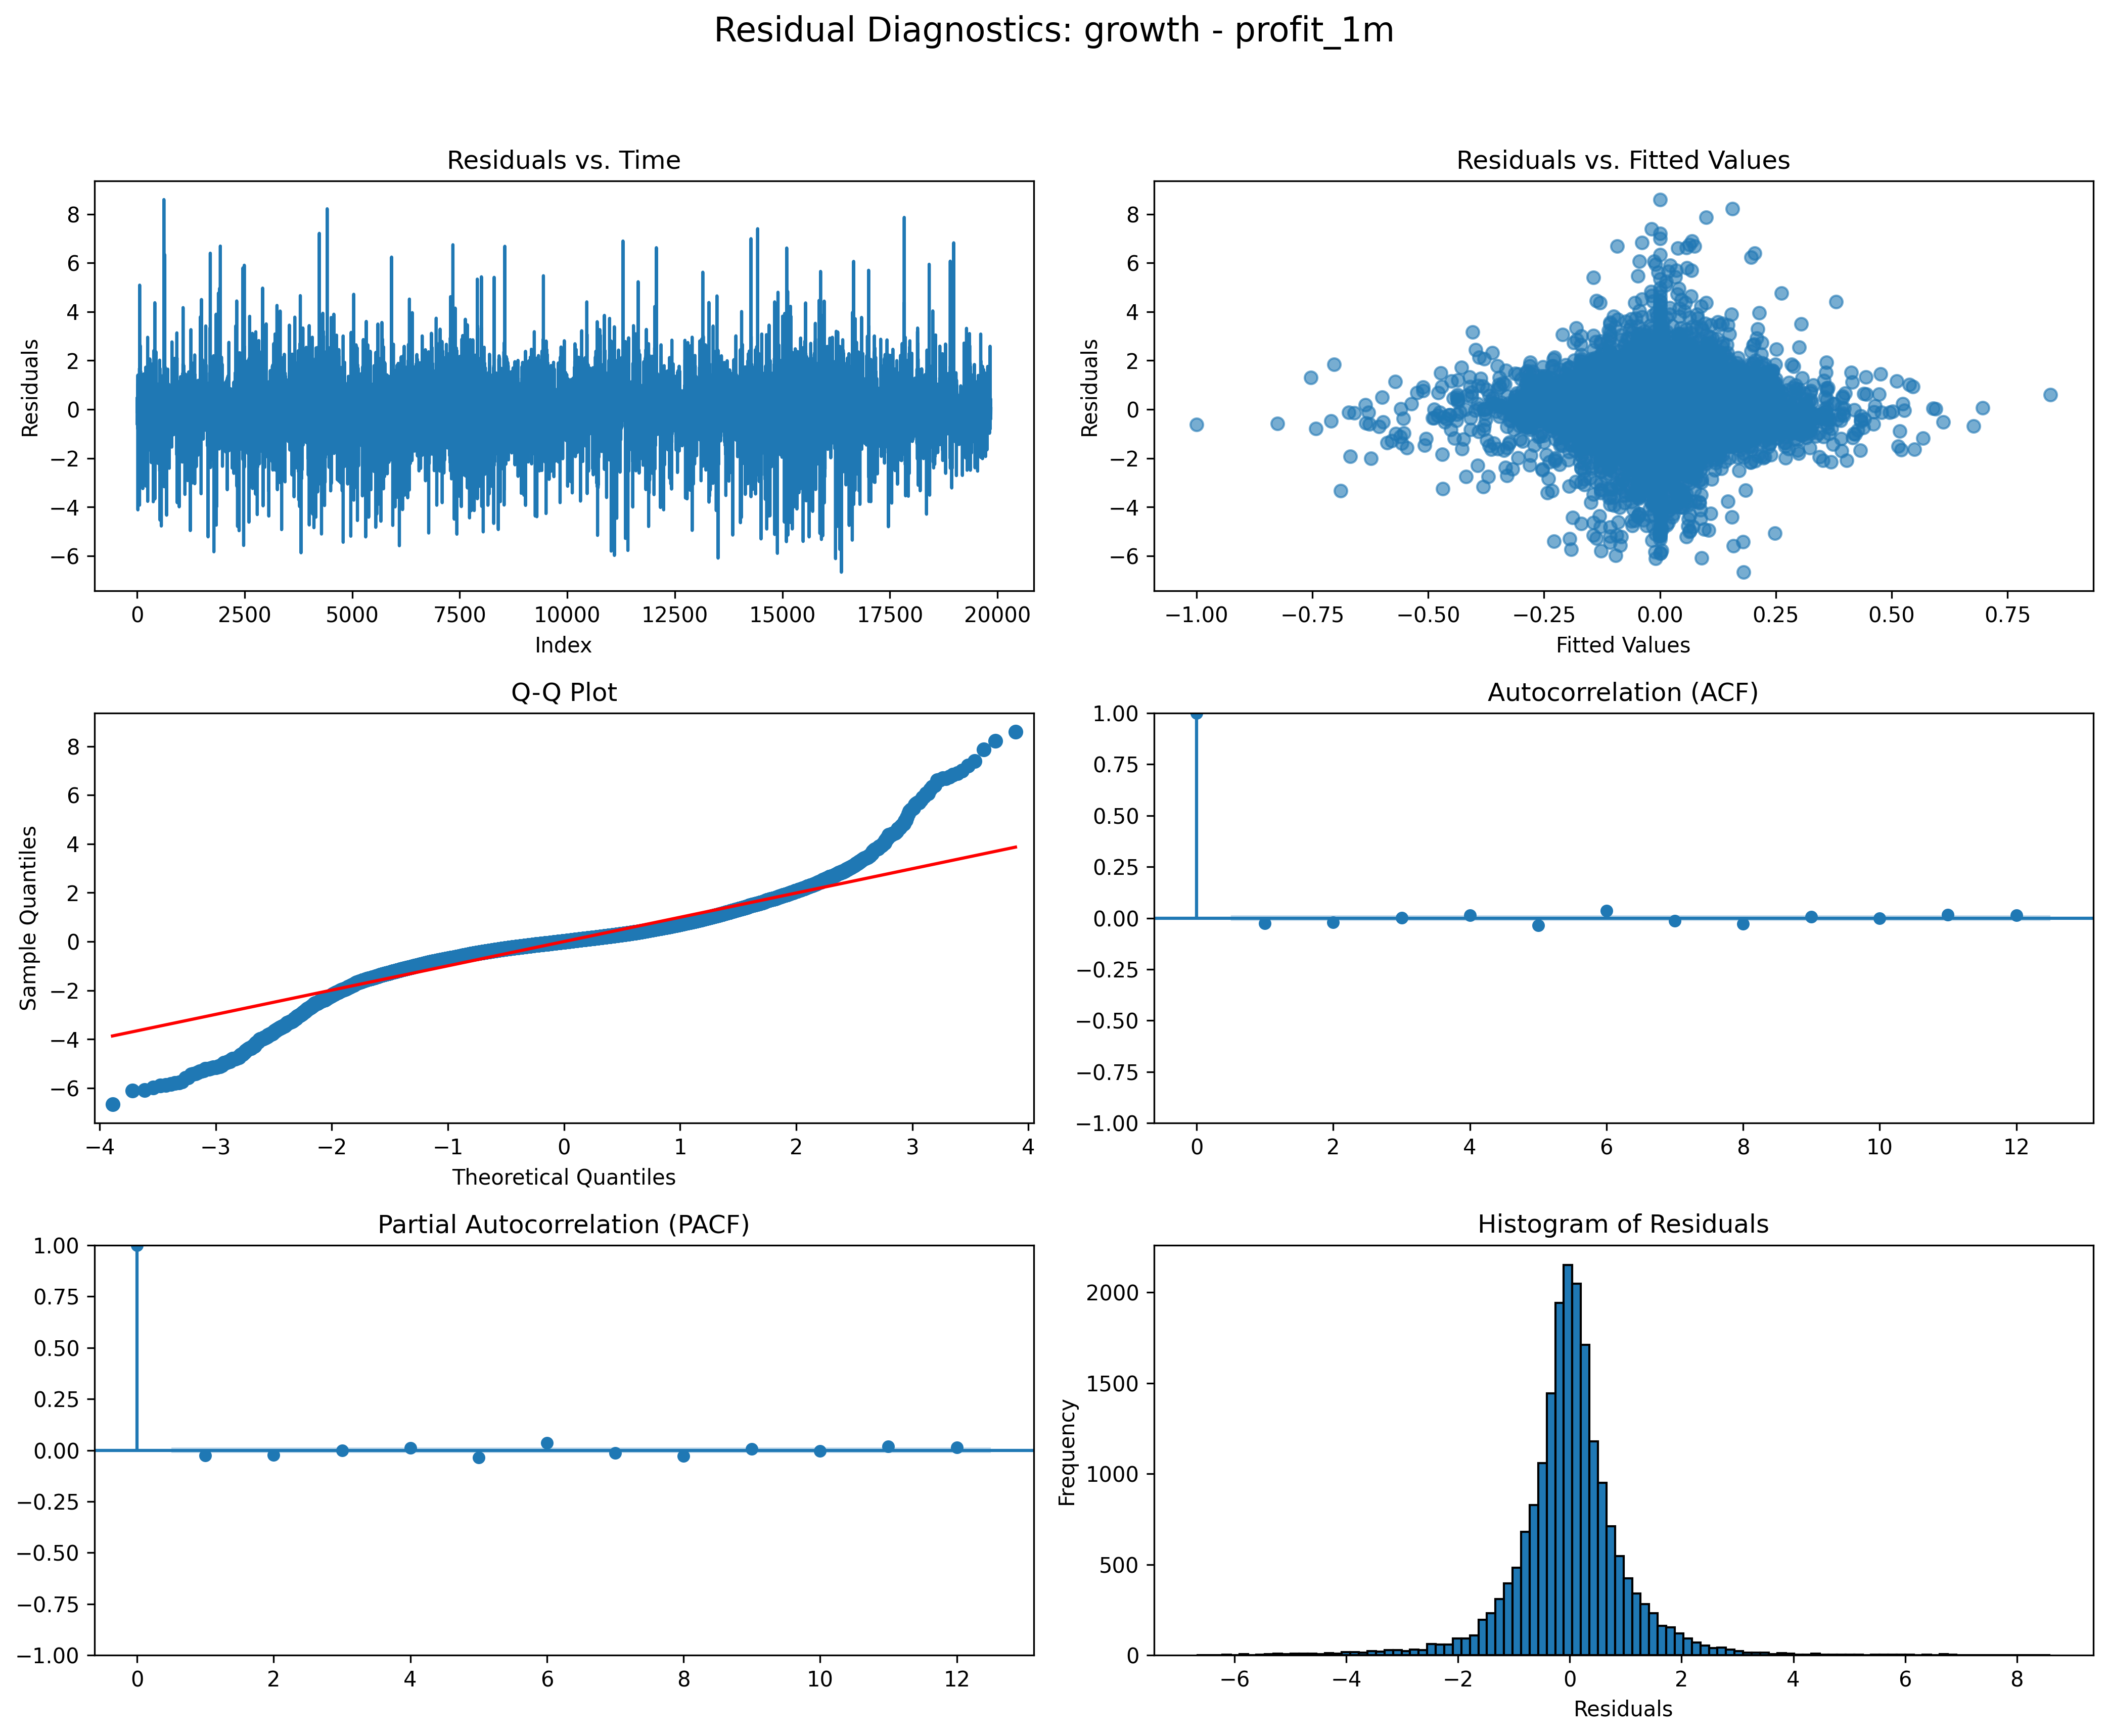 Residual Diagnostics: growth - profit_1m
Residuals vs. Time
Residuals
8
6
4
2
0
−2
−4
−6
0 2500 5000 7500 10000 12500 15000 17500 20000
Index
Residuals vs. Fitted Values
Residuals
8
6
4
2
0
−2
−4
−6
−1.00 −0.75 −0.50 −0.25 0.00 0.25 0.50 0.75
Fitted Values
Q-Q Plot
Sample Quantiles
8
6
4
2
0
−2
−4
−6
−4 −3 −2 −1 0 1 2 3 4
Theoretical Quantiles
Autocorrelation (ACF)
1.00
0.75
0.50
0.25
0.00
−0.25
−0.50
−0.75
−1.00
0 2 4 6 8 10 12
Partial Autocorrelation (PACF)
1.00
0.75
0.50
0.25
0.00
−0.25
−0.50
−0.75
−1.00
0 2 4 6 8 10 12
Histogram of Residuals
Frequency
2000
1500
1000
500
0
−6 −4 −2 0 2 4 6 8
Residuals